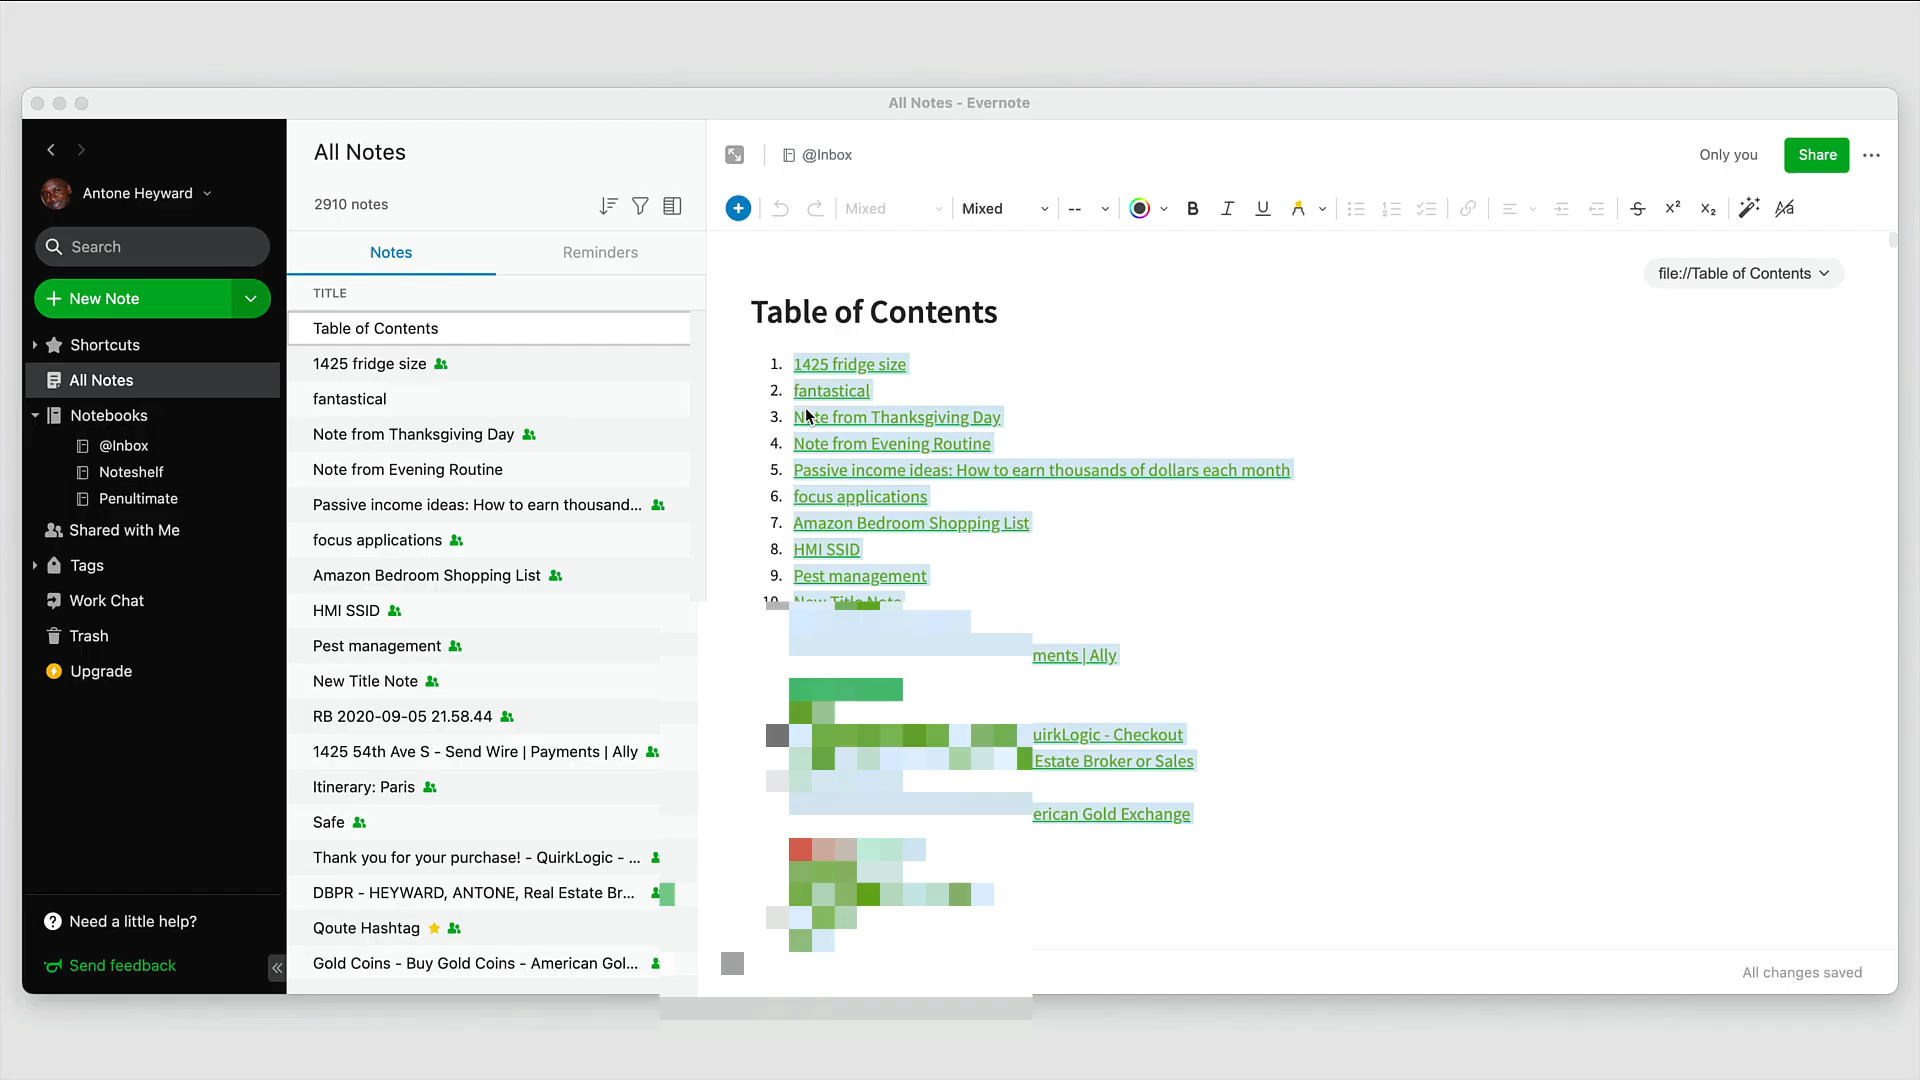 All Notes - Evernote
Antone Heyward
Search
New Note
Shortcuts
All Notes
Notebooks
@Inbox
Noteshelf
Penultimate
Shared with Me
Tags
Work Chat
Trash
Upgrade
Need a little help?
Send feedback
All Notes
2910 notes
Notes Reminders
TITLE
Table of Contents
1425 fridge size
fantastical
Note from Thanksgiving Day
Note from Evening Routine
Passive income ideas: How to earn thousand...
focus applications
Amazon Bedroom Shopping List
HMI SSID
Pest management
New Title Note
RB 2020-09-05 21.58.44
1425 54th Ave S - Send Wire | Payments | Ally
Itinerary: Paris
Safe
Thank you for your purchase! - QuirkLogic - ...
DBPR - HEYWARD, ANTONE, Real Estate Br...
Qoute Hashtag
Gold Coins - Buy Gold Coins - American Gol...
@Inbox
Only you
Share
Mixed Mixed -- B I U
file://Table of Contents
Table of Contents
1. 1425 fridge size
2. fantastical
3. Note from Thanksgiving Day
4. Note from Evening Routine
5. Passive income ideas: How to earn thousands of dollars each month
6. focus applications
7. Amazon Bedroom Shopping List
8. HMI SSID
9. Pest management
10. New Title Note
ments | Ally
uirkLogic - Checkout
Estate Broker or Sales
erican Gold Exchange
All changes saved